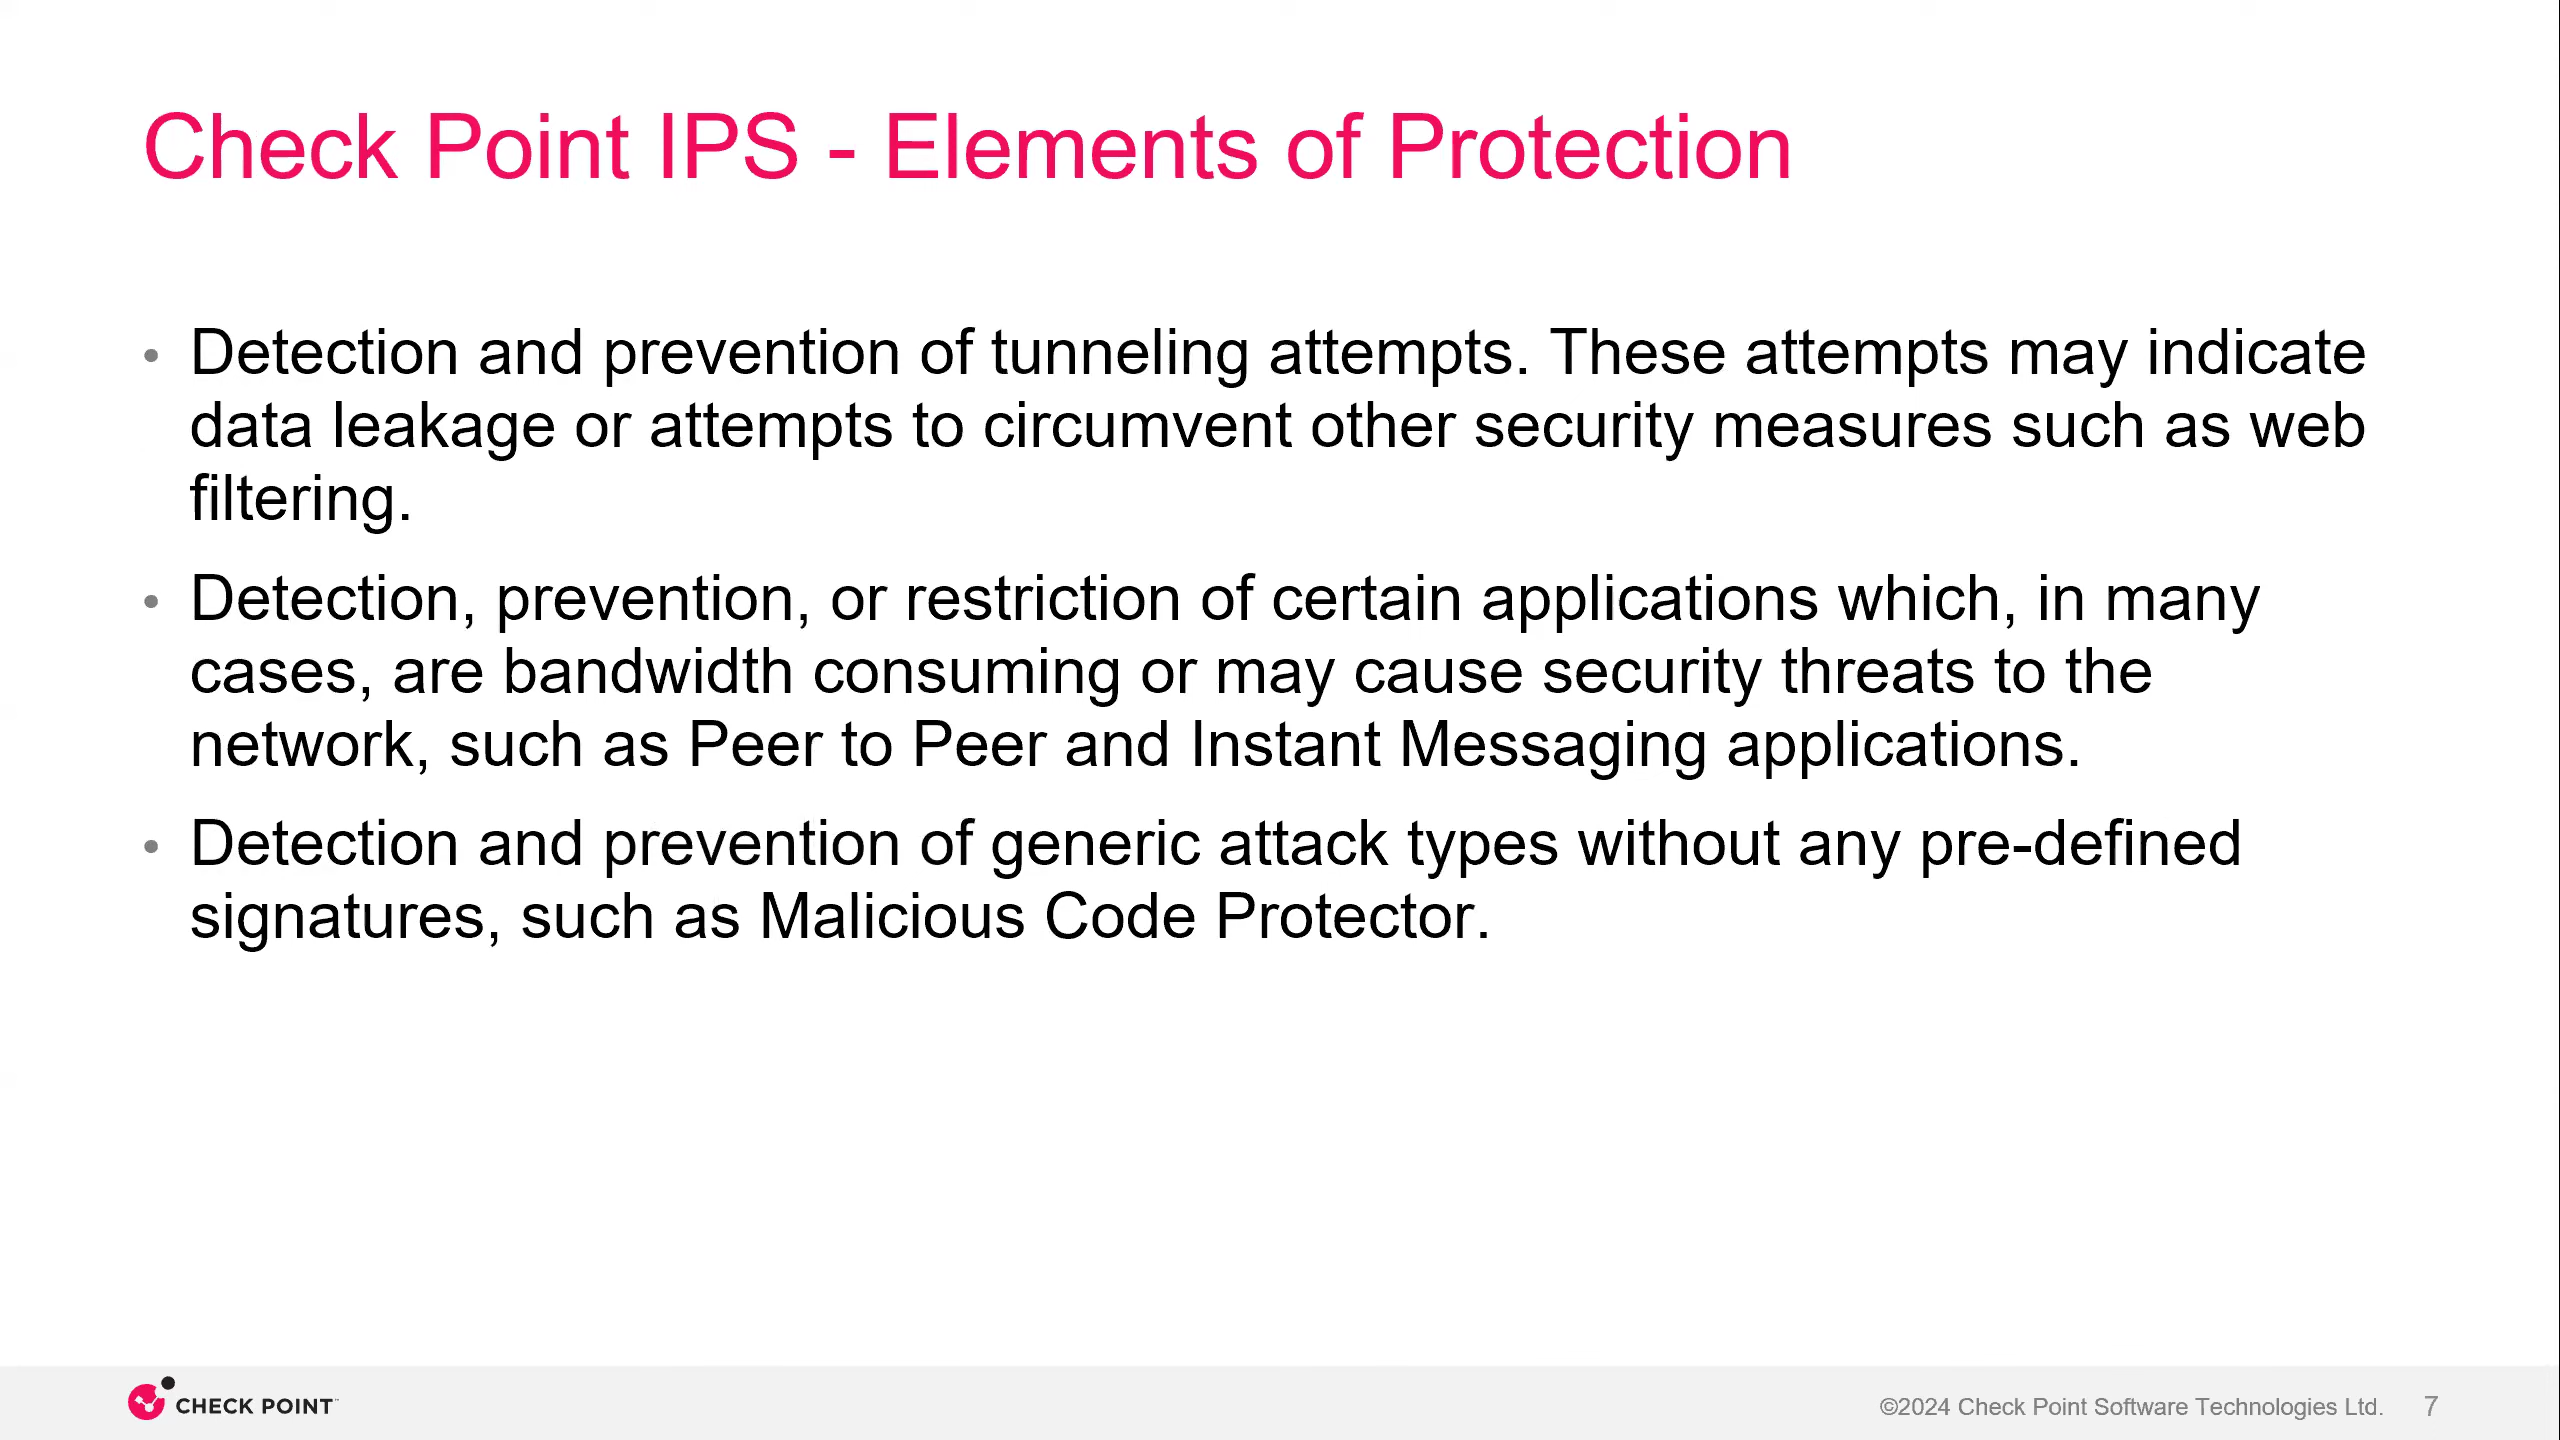 Check Point IPS - Elements of Protection
• Detection and prevention of tunneling attempts. These attempts may indicate
data leakage or attempts to circumvent other security measures such as web
filtering.
• Detection, prevention, or restriction of certain applications which, in many
cases, are bandwidth consuming or may cause security threats to the
network, such as Peer to Peer and Instant Messaging applications.
• Detection and prevention of generic attack types without any pre-defined
signatures, such as Malicious Code Protector.
CHECK POINT™
©2024 Check Point Software Technologies Ltd. 7